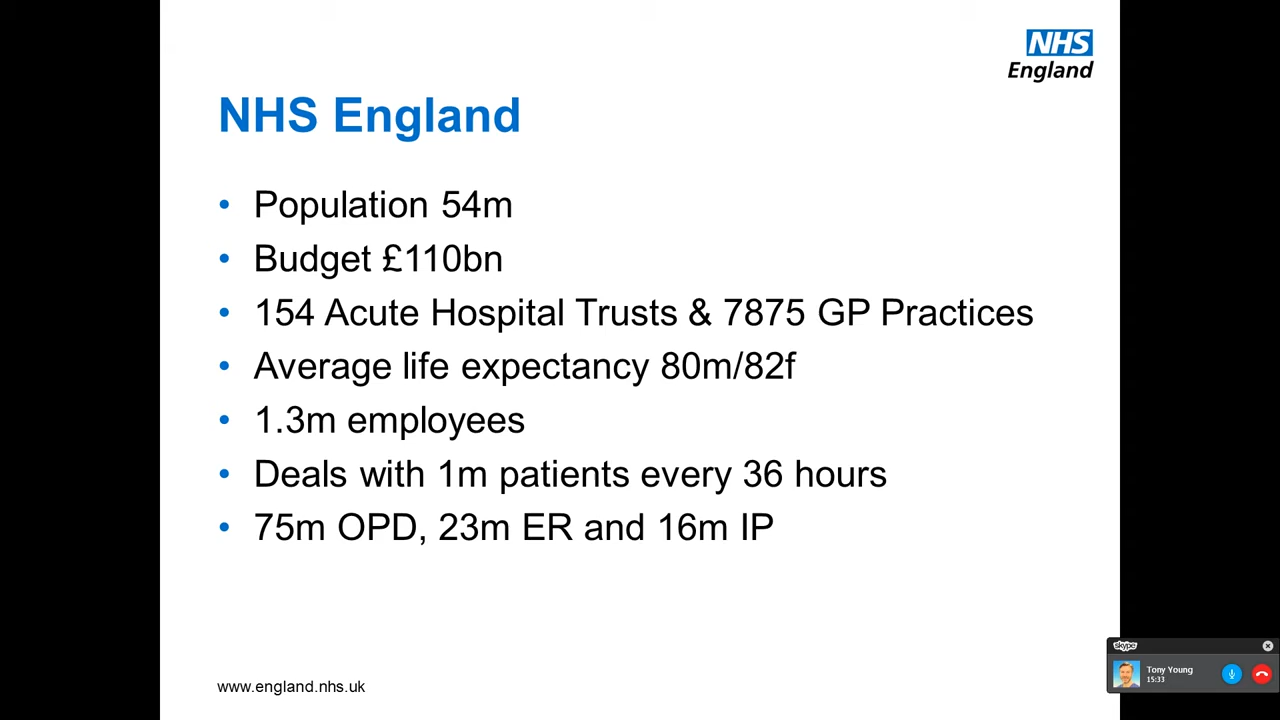 NHS
England
NHS England
• Population 54m
• Budget £110bn
• 154 Acute Hospital Trusts & 7875 GP Practices
• Average life expectancy 80m/82f
• 1.3m employees
• Deals with 1m patients every 36 hours
• 75m OPD, 23m ER and 16m IP
www.england.nhs.uk
skype
Tony Young
15:33